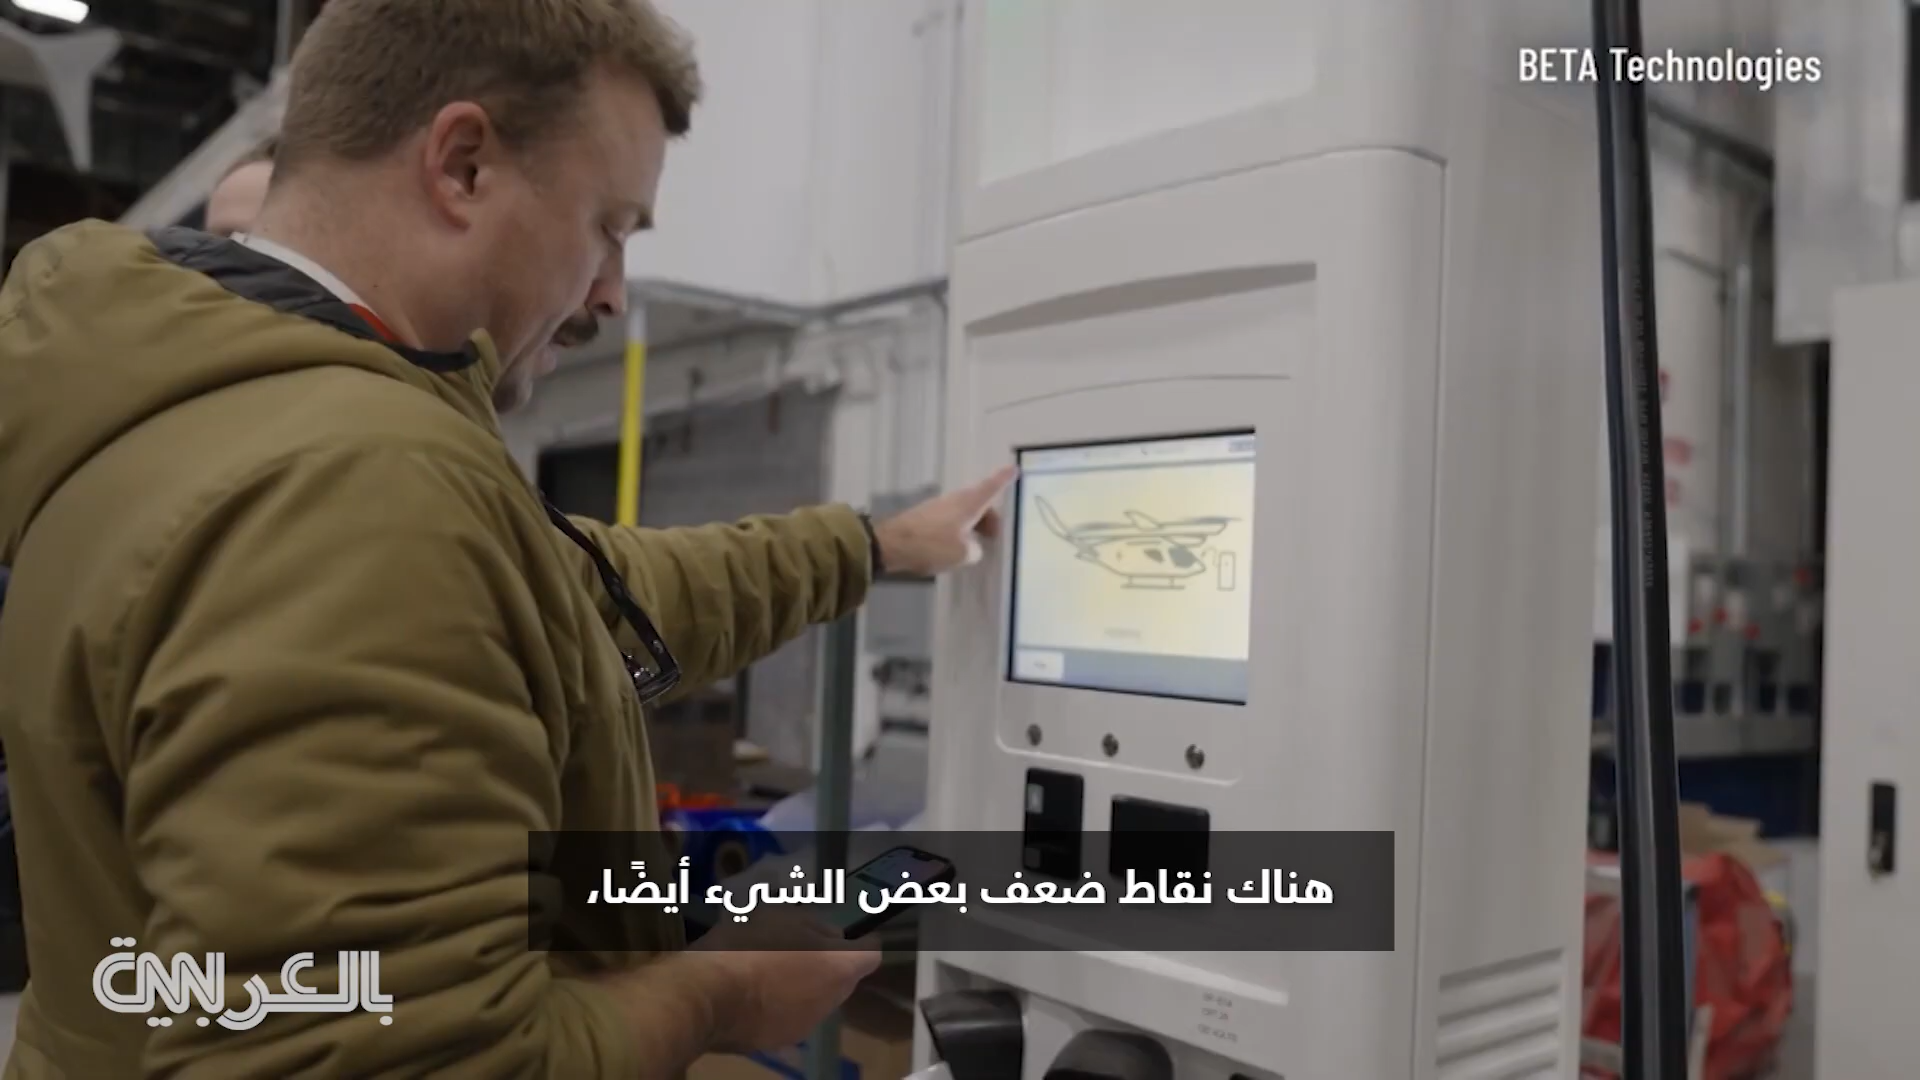 BETA Technologies
هناك نقاط ضعف بعض الشيء أيضًا،
CNN بالعربية